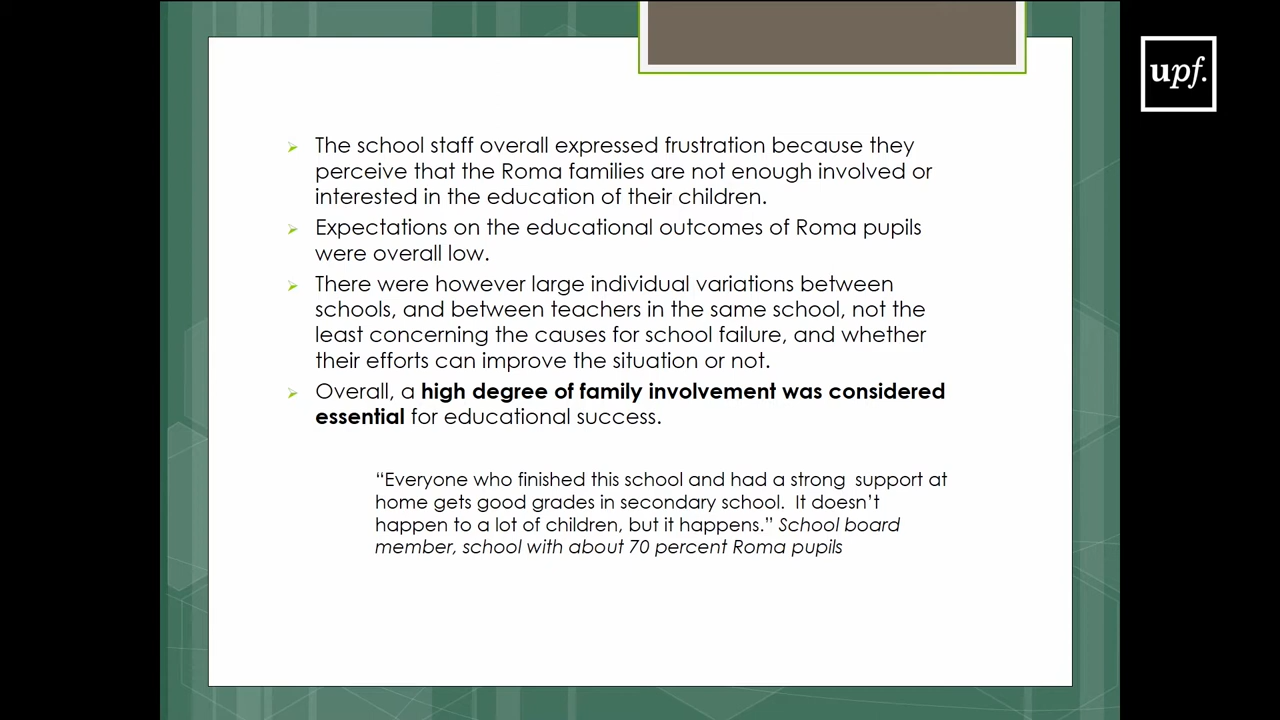 upf.
The school staff overall expressed frustration because they
perceive that the Roma families are not enough involved or
interested in the education of their children.
Expectations on the educational outcomes of Roma pupils
were overall low.
There were however large individual variations between
schools, and between teachers in the same school, not the
least concerning the causes for school failure, and whether
their efforts can improve the situation or not.
Overall, a high degree of family involvement was considered
essential for educational success.
“Everyone who finished this school and had a strong  support at
home gets good grades in secondary school.  It doesn’t
happen to a lot of children, but it happens.” School board
member, school with about 70 percent Roma pupils